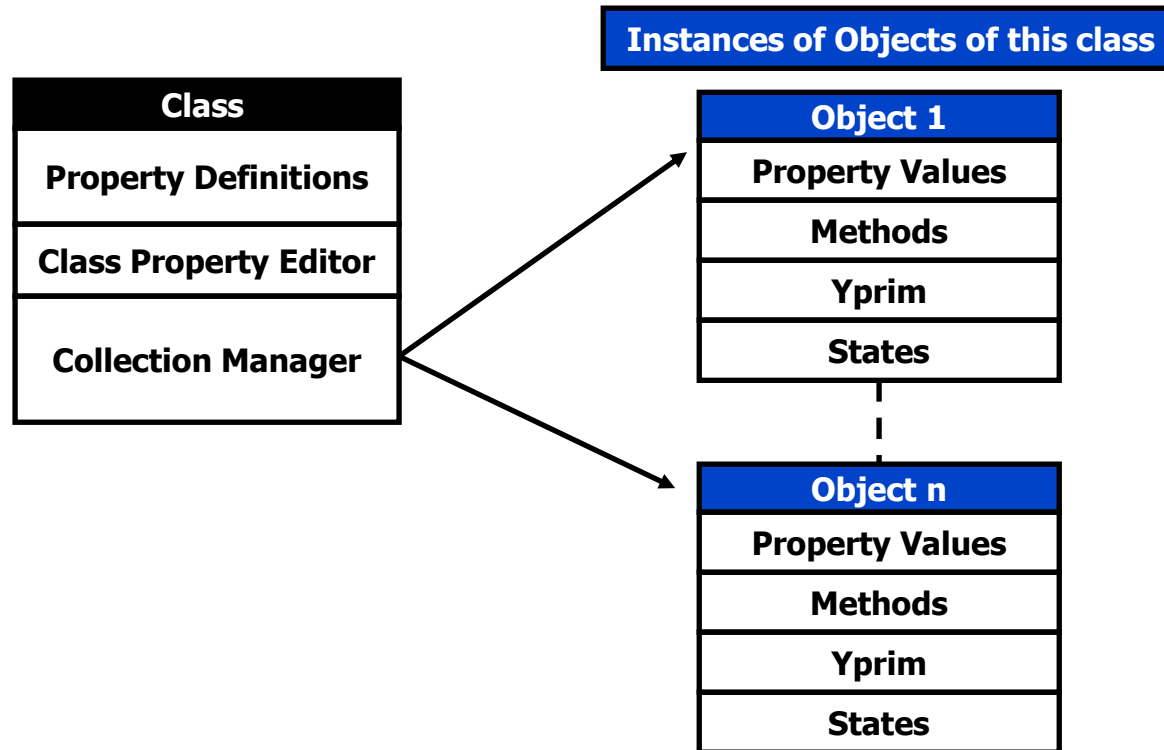 Instances of Objects of this class
Class
Property Definitions
Class Property Editor
Collection Manager
Object 1
Property Values
Methods
Yprim
States
Object n
Property Values
Methods
Yprim
States